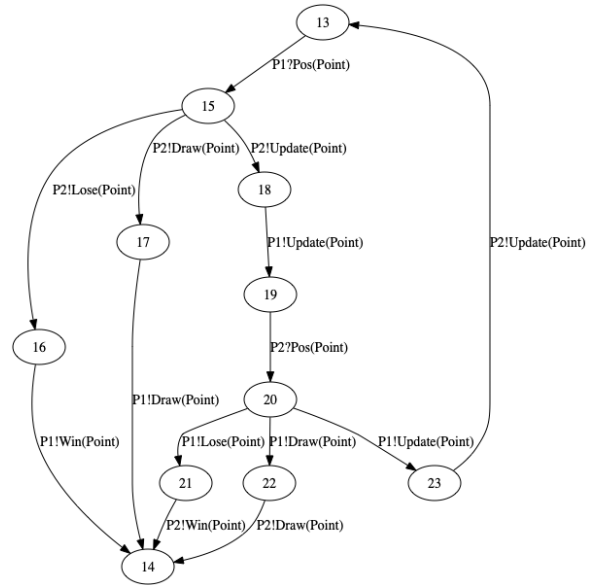 13
P1?Pos(Point)
15
P2!Draw(Point)
P2!Update(Point)
P2!Lose(Point)
18
17
P1!Update(Point)
P2!Update(Point)
19
16
P2?Pos(Point)
P1!Draw(Point)
20
P1!Win(Point)
P1!Lose(Point)
P1!Draw(Point)
P1!Update(Point)
21
22
23
P2!Win(Point)
P2!Draw(Point)
14